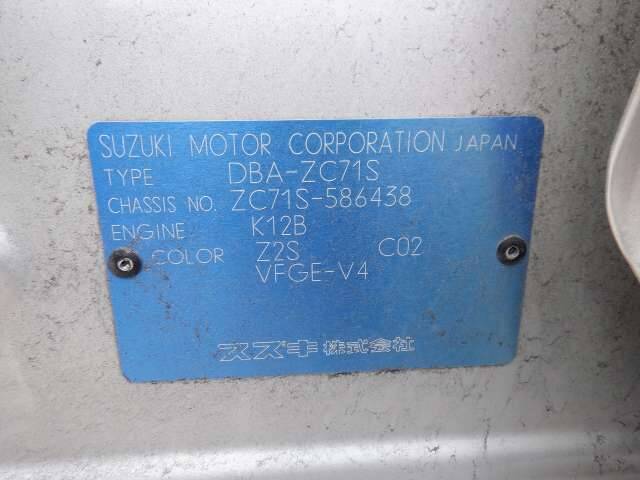 SUZUKI MOTOR CORPORATION JAPAN
TYPE DBA-ZC71S
CHASSIS NO. ZC71S-586438
ENGINE K12B
COLOR Z2S C02
VFGE-V4
スズキ株式会社